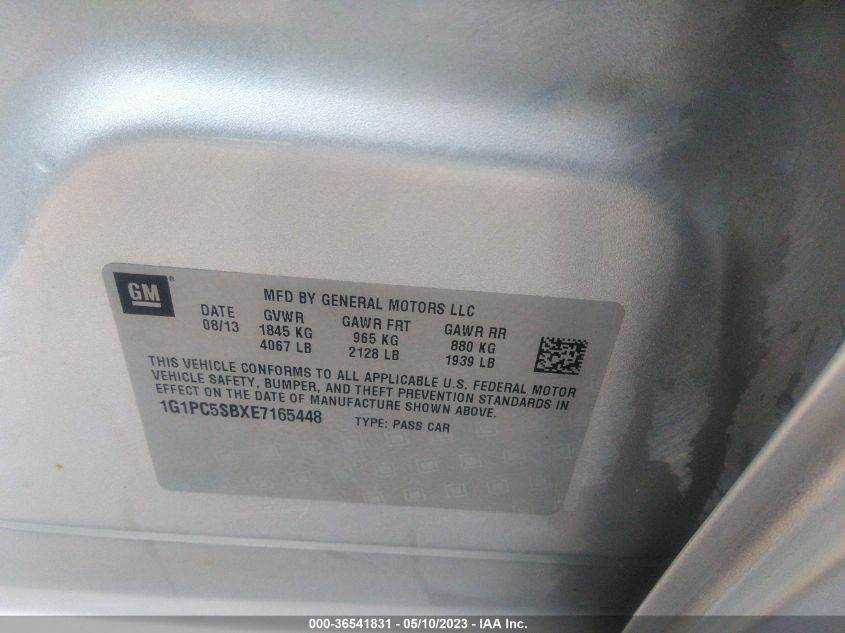 GM®
MFD BY GENERAL MOTORS LLC
DATE GVWR GAWR FRT GAWR RR
08/13 1845 KG 965 KG 880 KG
4067 LB 2128 LB 1939 LB
THIS VEHICLE CONFORMS TO ALL APPLICABLE U.S. FEDERAL MOTOR
VEHICLE SAFETY, BUMPER, AND THEFT PREVENTION STANDARDS IN
EFFECT ON THE DATE OF MANUFACTURE SHOWN ABOVE.
1G1PC5SBXE7165448 TYPE: PASS CAR
000-36541831 - 05/10/2023 - IAA Inc.